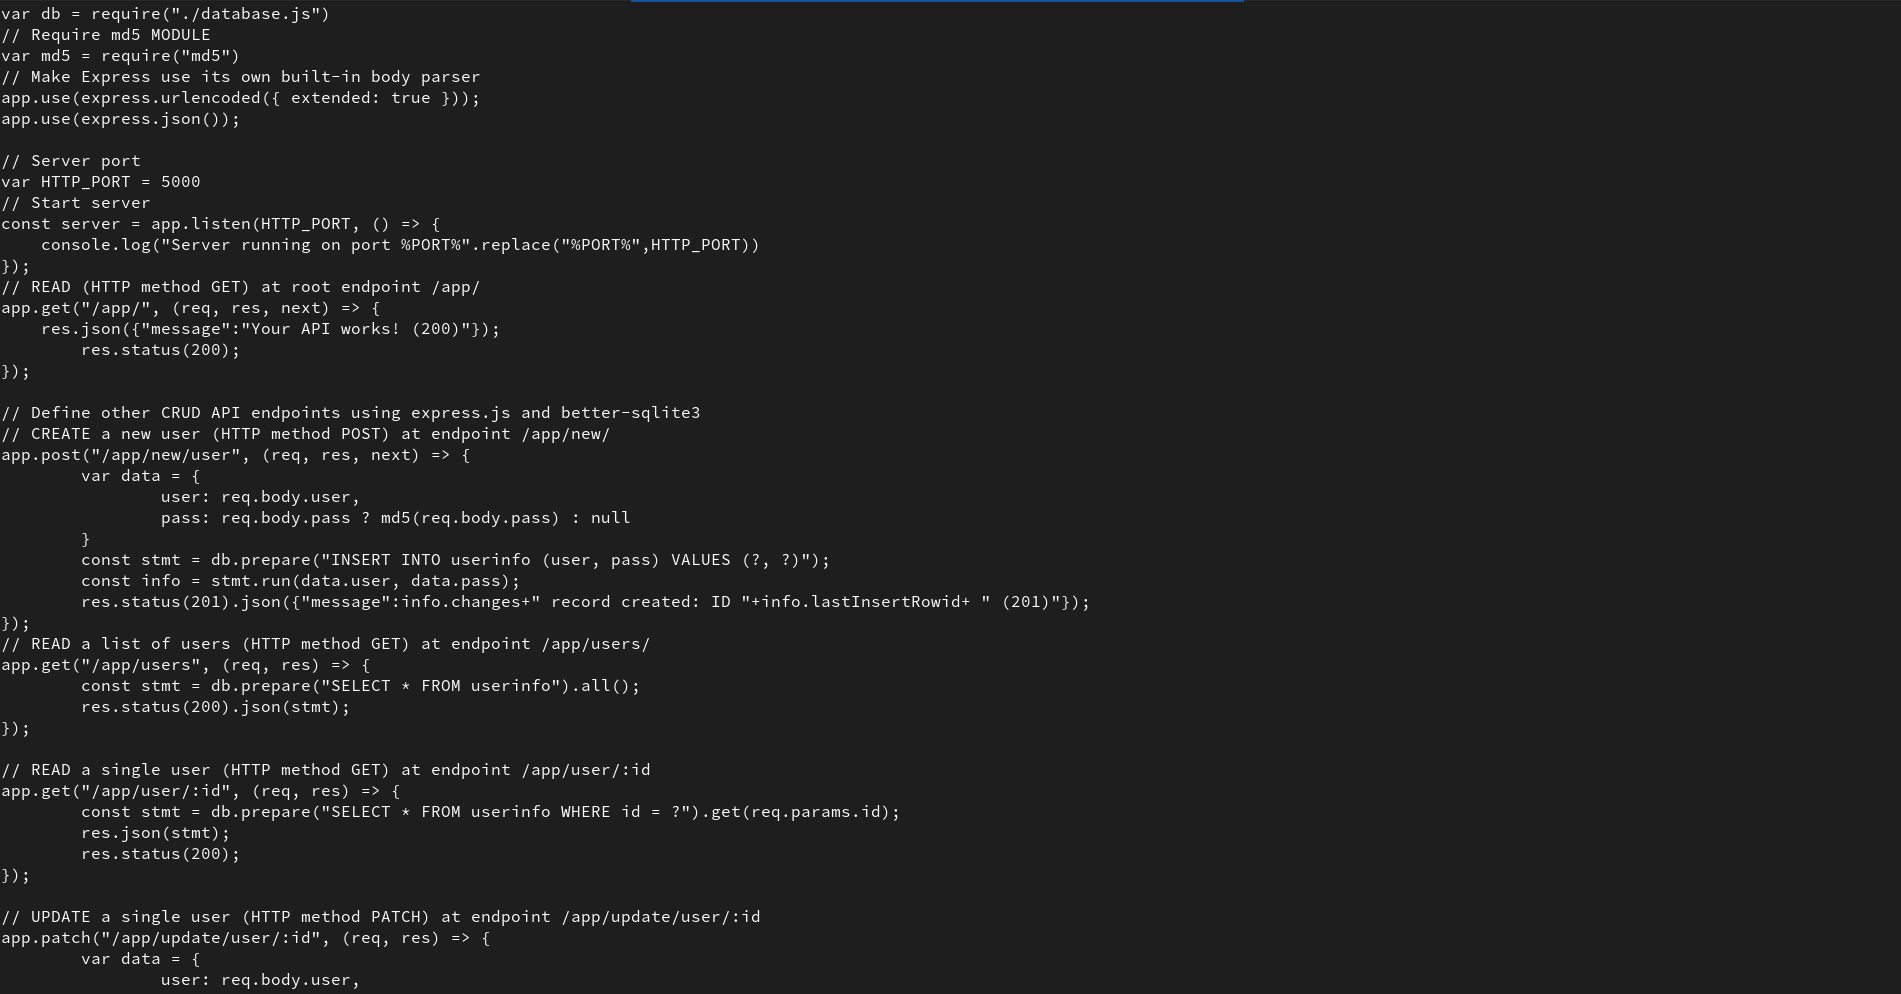 var db = require("./database.js")
// Require md5 MODULE
var md5 = require("md5")
// Make Express use its own built-in body parser
app.use(express.urlencoded({ extended: true }));
app.use(express.json());

// Server port
var HTTP_PORT = 5000
// Start server
const server = app.listen(HTTP_PORT, () => {
    console.log("Server running on port %PORT%".replace("%PORT%",HTTP_PORT))
});
// READ (HTTP method GET) at root endpoint /app/
app.get("/app/", (req, res, next) => {
    res.json({"message":"Your API works! (200)"});
        res.status(200);
});

// Define other CRUD API endpoints using express.js and better-sqlite3
// CREATE a new user (HTTP method POST) at endpoint /app/new/
app.post("/app/new/user", (req, res, next) => {
        var data = {
                user: req.body.user,
                pass: req.body.pass ? md5(req.body.pass) : null
        }
        const stmt = db.prepare("INSERT INTO userinfo (user, pass) VALUES (?, ?)");
        const info = stmt.run(data.user, data.pass);
        res.status(201).json({"message":info.changes+" record created: ID "+info.lastInsertRowid+ " (201)"});
});
// READ a list of users (HTTP method GET) at endpoint /app/users/
app.get("/app/users", (req, res) => {
        const stmt = db.prepare("SELECT * FROM userinfo").all();
        res.status(200).json(stmt);
});

// READ a single user (HTTP method GET) at endpoint /app/user/:id
app.get("/app/user/:id", (req, res) => {
        const stmt = db.prepare("SELECT * FROM userinfo WHERE id = ?").get(req.params.id);
        res.json(stmt);
        res.status(200);
});

// UPDATE a single user (HTTP method PATCH) at endpoint /app/update/user/:id
app.patch("/app/update/user/:id", (req, res) => {
        var data = {
                user: req.body.user,